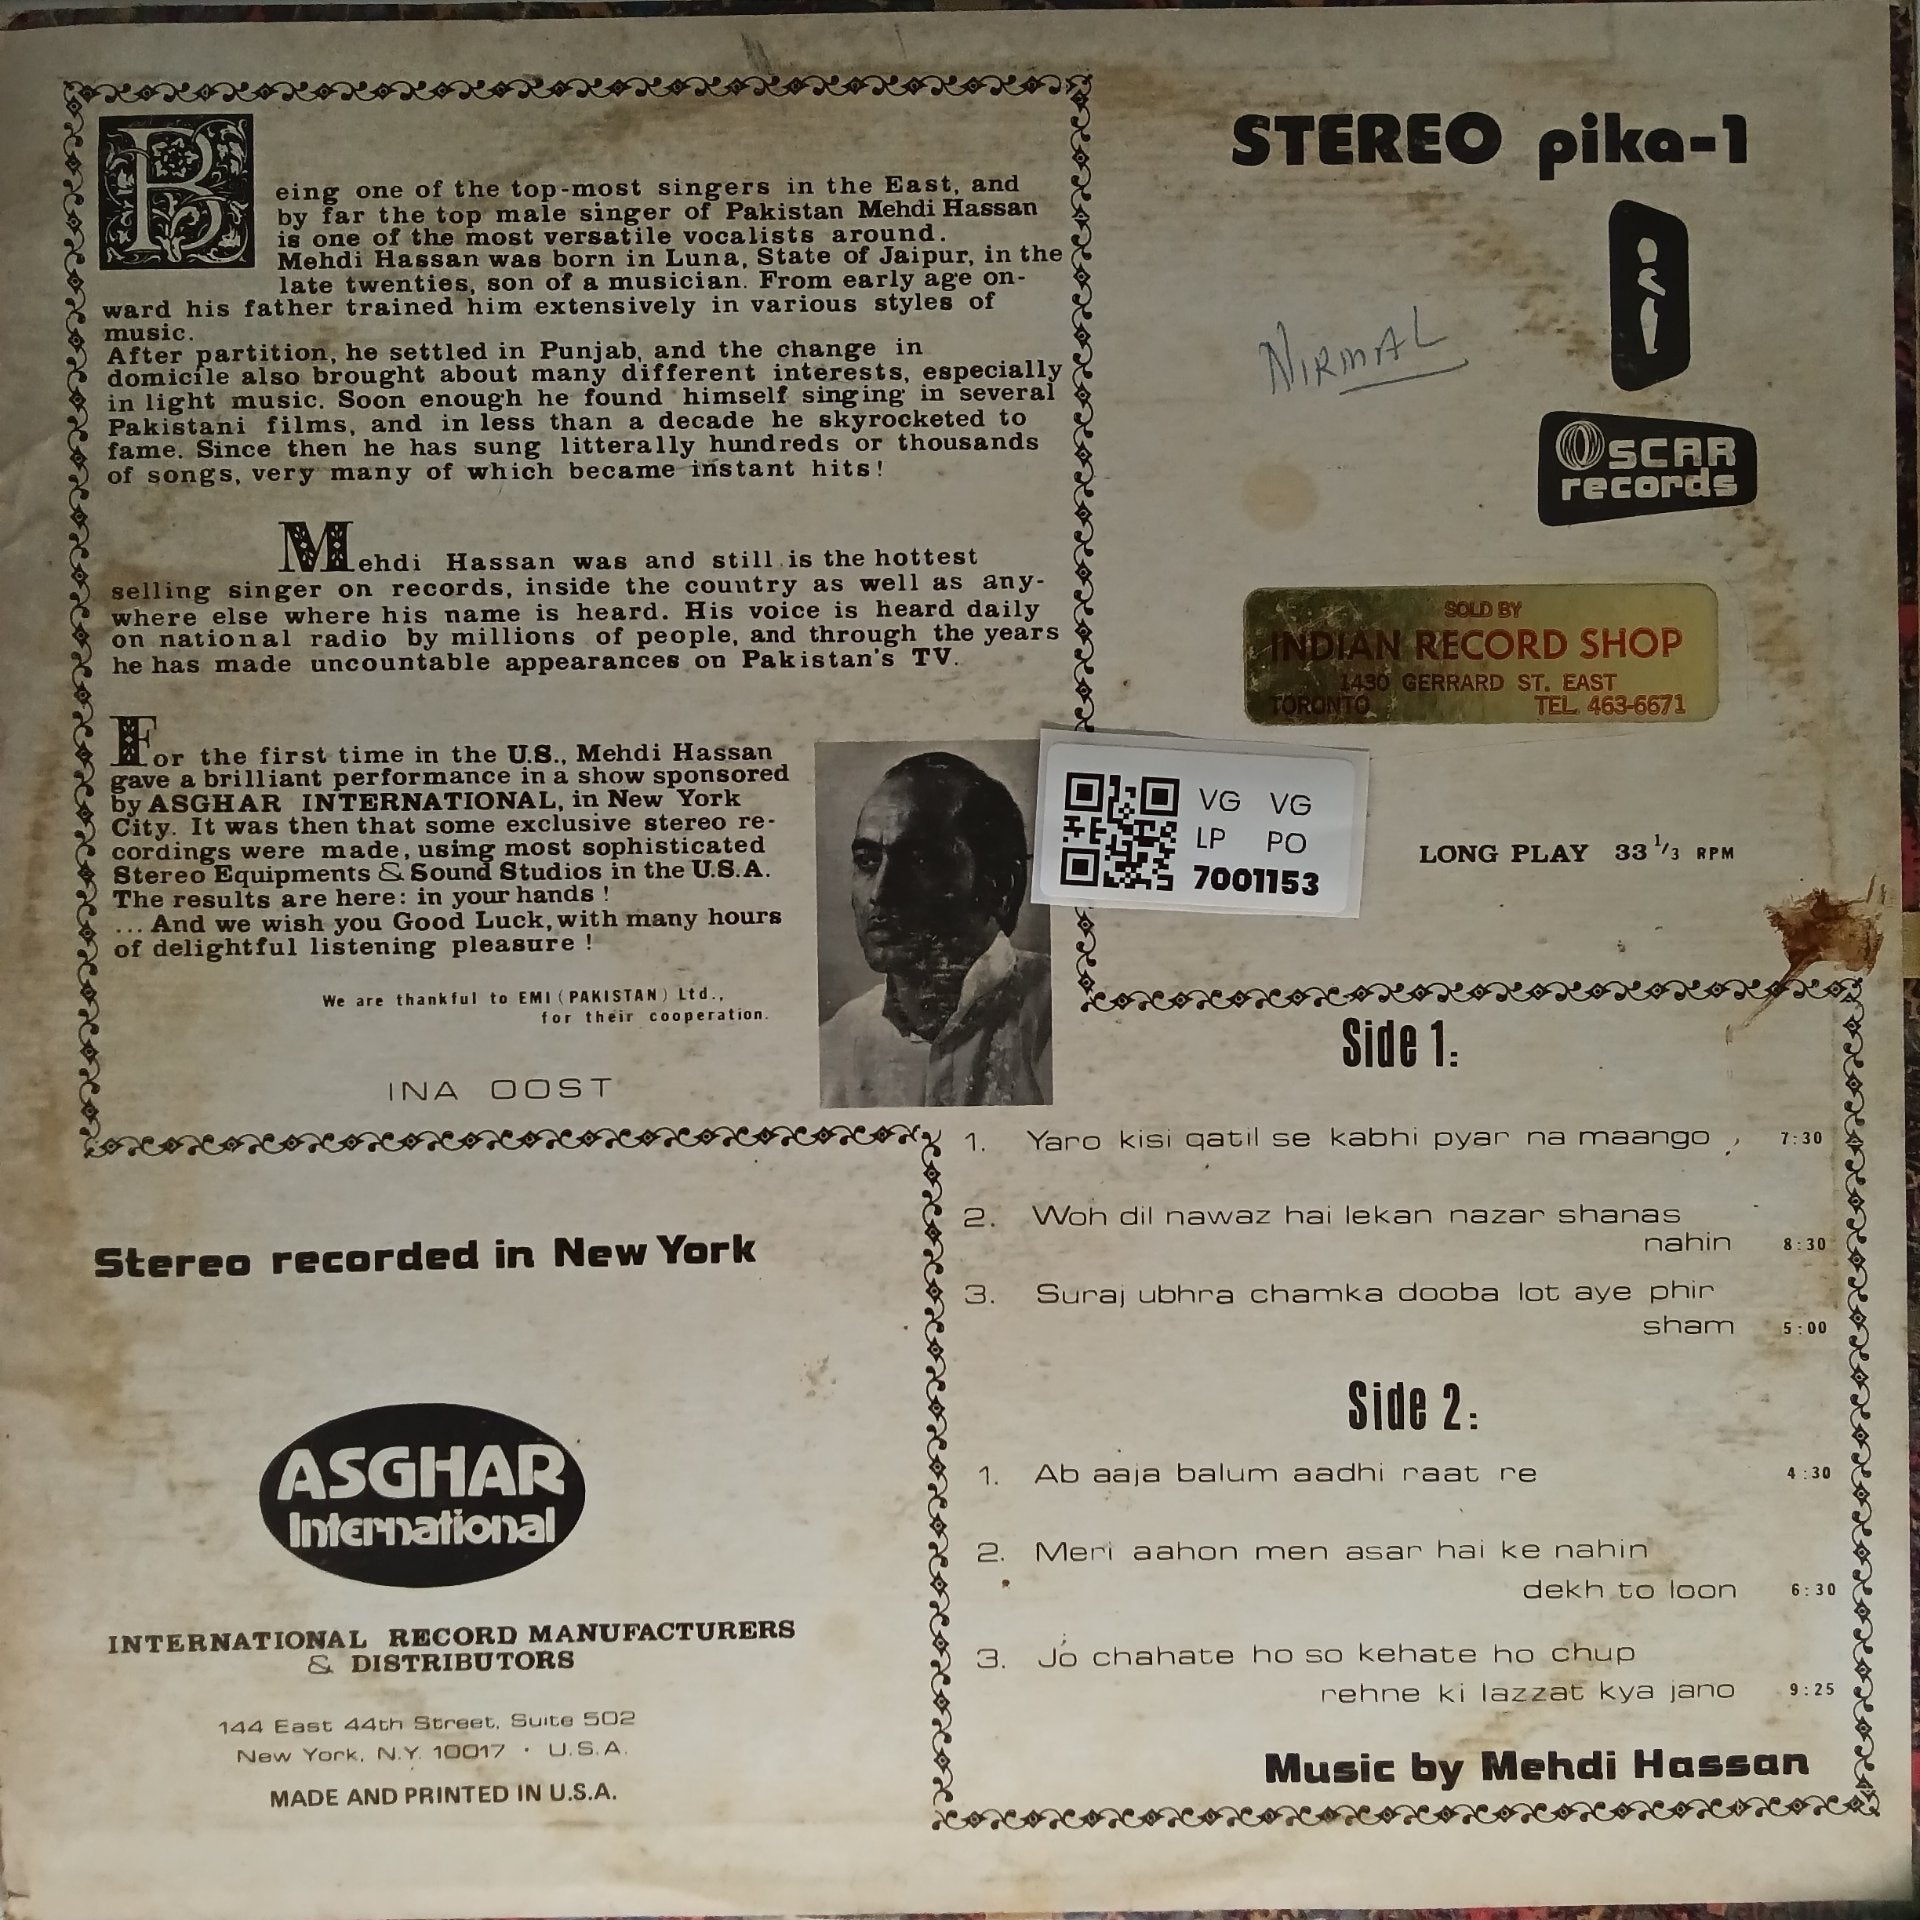 Being one of the top-most singers in the East, and
by far the top male singer of Pakistan Mehdi Hassan
is one of the most versatile vocalists around.
Mehdi Hassan was born in Luna, State of Jaipur, in the
late twenties, son of a musician. From early age on-
ward his father trained him extensively in various styles of
music.
After partition, he settled in Punjab, and the change in
domicile also brought about many different interests, especially
in light music. Soon enough he found himself singing in several
Pakistani films, and in less than a decade he skyrocketed to
fame. Since then he has sung litterally hundreds or thousands
of songs, very many of which became instant hits!
Mehdi Hassan was and still is the hottest
selling singer on records, inside the country as well as any-
where else where his name is heard. His voice is heard daily
on national radio by millions of people, and through the years
he has made uncountable appearances on Pakistan's TV.
For the first time in the U.S., Mehdi Hassan
gave a brilliant performance in a show sponsored
by ASGHAR INTERNATIONAL, in New York
City. It was then that some exclusive stereo re-
cordings were made, using most sophisticated
Stereo Equipments & Sound Studios in the U.S.A.
The results are here: in your hands!
...And we wish you Good Luck, with many hours
of delightful listening pleasure!
We are thankful to EMI (PAKISTAN) Ltd.,
for their cooperation.
INA OOST
STEREO pika-1
NIRMAL
OSCAR
records
SOLD BY
INDIAN RECORD SHOP
1430 GERRARD ST. EAST
TORONTO TEL. 463-6671
VG VG
LP PO
7001153
LONG PLAY 33 1/3 RPM
Side 1:
1. Yaro kisi qatil se kabhi pyar na maango, 7:30
2. Woh dil nawaz hai lekan nazar shanas
nahin 8:30
3. Suraj ubhra chamka dooba lot aye phir
sham 5:00
Side 2:
1. Ab aaja balum aadhi raat re 4:30
2. Meri aahon men asar hai ke nahin
dekh to loon 6:30
3. Jo chahate ho so kehate ho chup
rehne ki lazzat kya jano 9:25
Music by Mehdi Hassan
Stereo recorded in New York
ASGHAR
International
INTERNATIONAL RECORD MANUFACTURERS
& DISTRIBUTORS
144 East 44th Street, Suite 502
New York, N.Y. 10017 · U.S.A.
MADE AND PRINTED IN U.S.A.